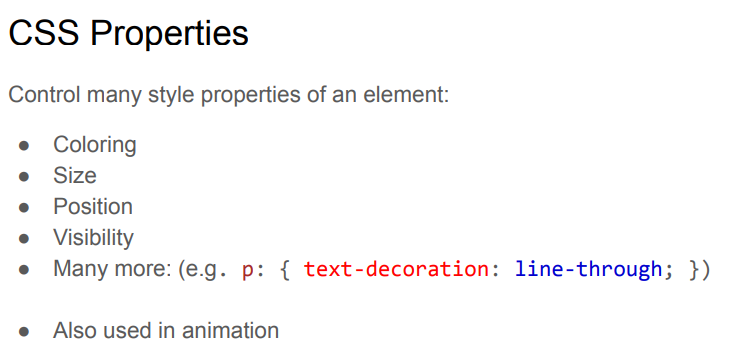 CSS Properties
Control many style properties of an element:
● Coloring
● Size
● Position
● Visibility
● Many more: (e.g. p: { text-decoration: line-through; })
● Also used in animation